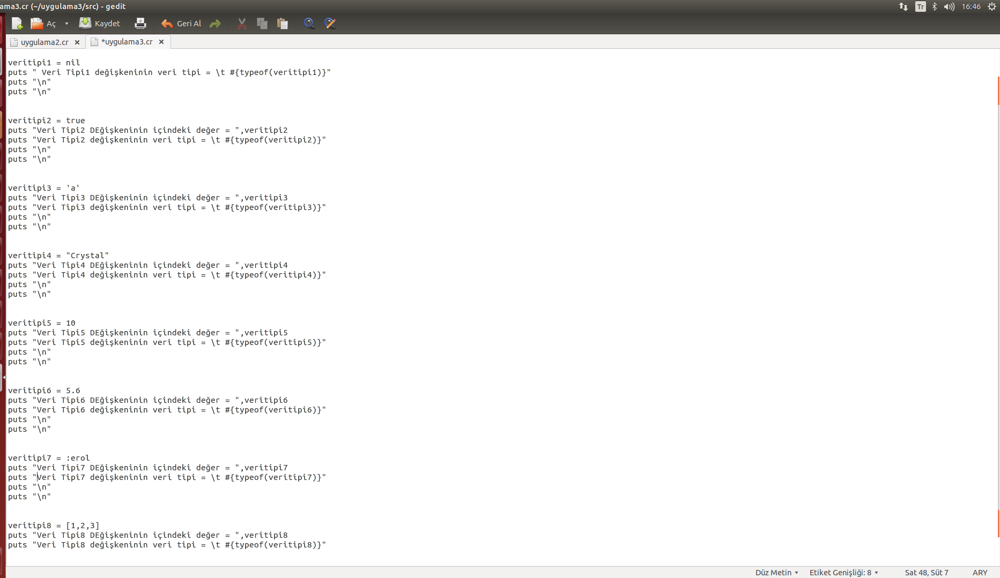 ama3.cr (~/uygulama3/src) - gedit
Tr
16:46
Aç
Kaydet
Geri Al
uygulama2.cr
*uygulama3.cr
veritipi1 = nil
puts " Veri Tipi1 değişkeninin veri tipi = \t #{typeof(veritipi1)}"
puts "\n"
puts "\n"
veritipi2 = true
puts "Veri Tipi2 DEğişkeninin içindeki değer = ",veritipi2
puts "Veri Tipi2 değişkeninin veri tipi = \t #{typeof(veritipi2)}"
puts "\n"
puts "\n"
veritipi3 = 'a'
puts "Veri Tipi3 DEğişkeninin içindeki değer = ",veritipi3
puts "Veri Tipi3 değişkeninin veri tipi = \t #{typeof(veritipi3)}"
puts "\n"
puts "\n"
veritipi4 = "Crystal"
puts "Veri Tipi4 DEğişkeninin içindeki değer = ",veritipi4
puts "Veri Tipi4 değişkeninin veri tipi = \t #{typeof(veritipi4)}"
puts "\n"
puts "\n"
veritipi5 = 10
puts "Veri Tipi5 DEğişkeninin içindeki değer = ",veritipi5
puts "Veri Tipi5 değişkeninin veri tipi = \t #{typeof(veritipi5)}"
puts "\n"
puts "\n"
veritipi6 = 5.6
puts "Veri Tipi6 DEğişkeninin içindeki değer = ",veritipi6
puts "Veri Tipi6 değişkeninin veri tipi = \t #{typeof(veritipi6)}"
puts "\n"
puts "\n"
veritipi7 = :erol
puts "Veri Tipi7 DEğişkeninin içindeki değer = ",veritipi7
puts "Veri Tipi7 değişkeninin veri tipi = \t #{typeof(veritipi7)}"
puts "\n"
puts "\n"
veritipi8 = [1,2,3]
puts "Veri Tipi8 DEğişkeninin içindeki değer = ",veritipi8
puts "Veri Tipi8 değişkeninin veri tipi = \t #{typeof(veritipi8)}"
Düz Metin
Etiket Genişliği: 8
Sat 48, Süt 7
ARY